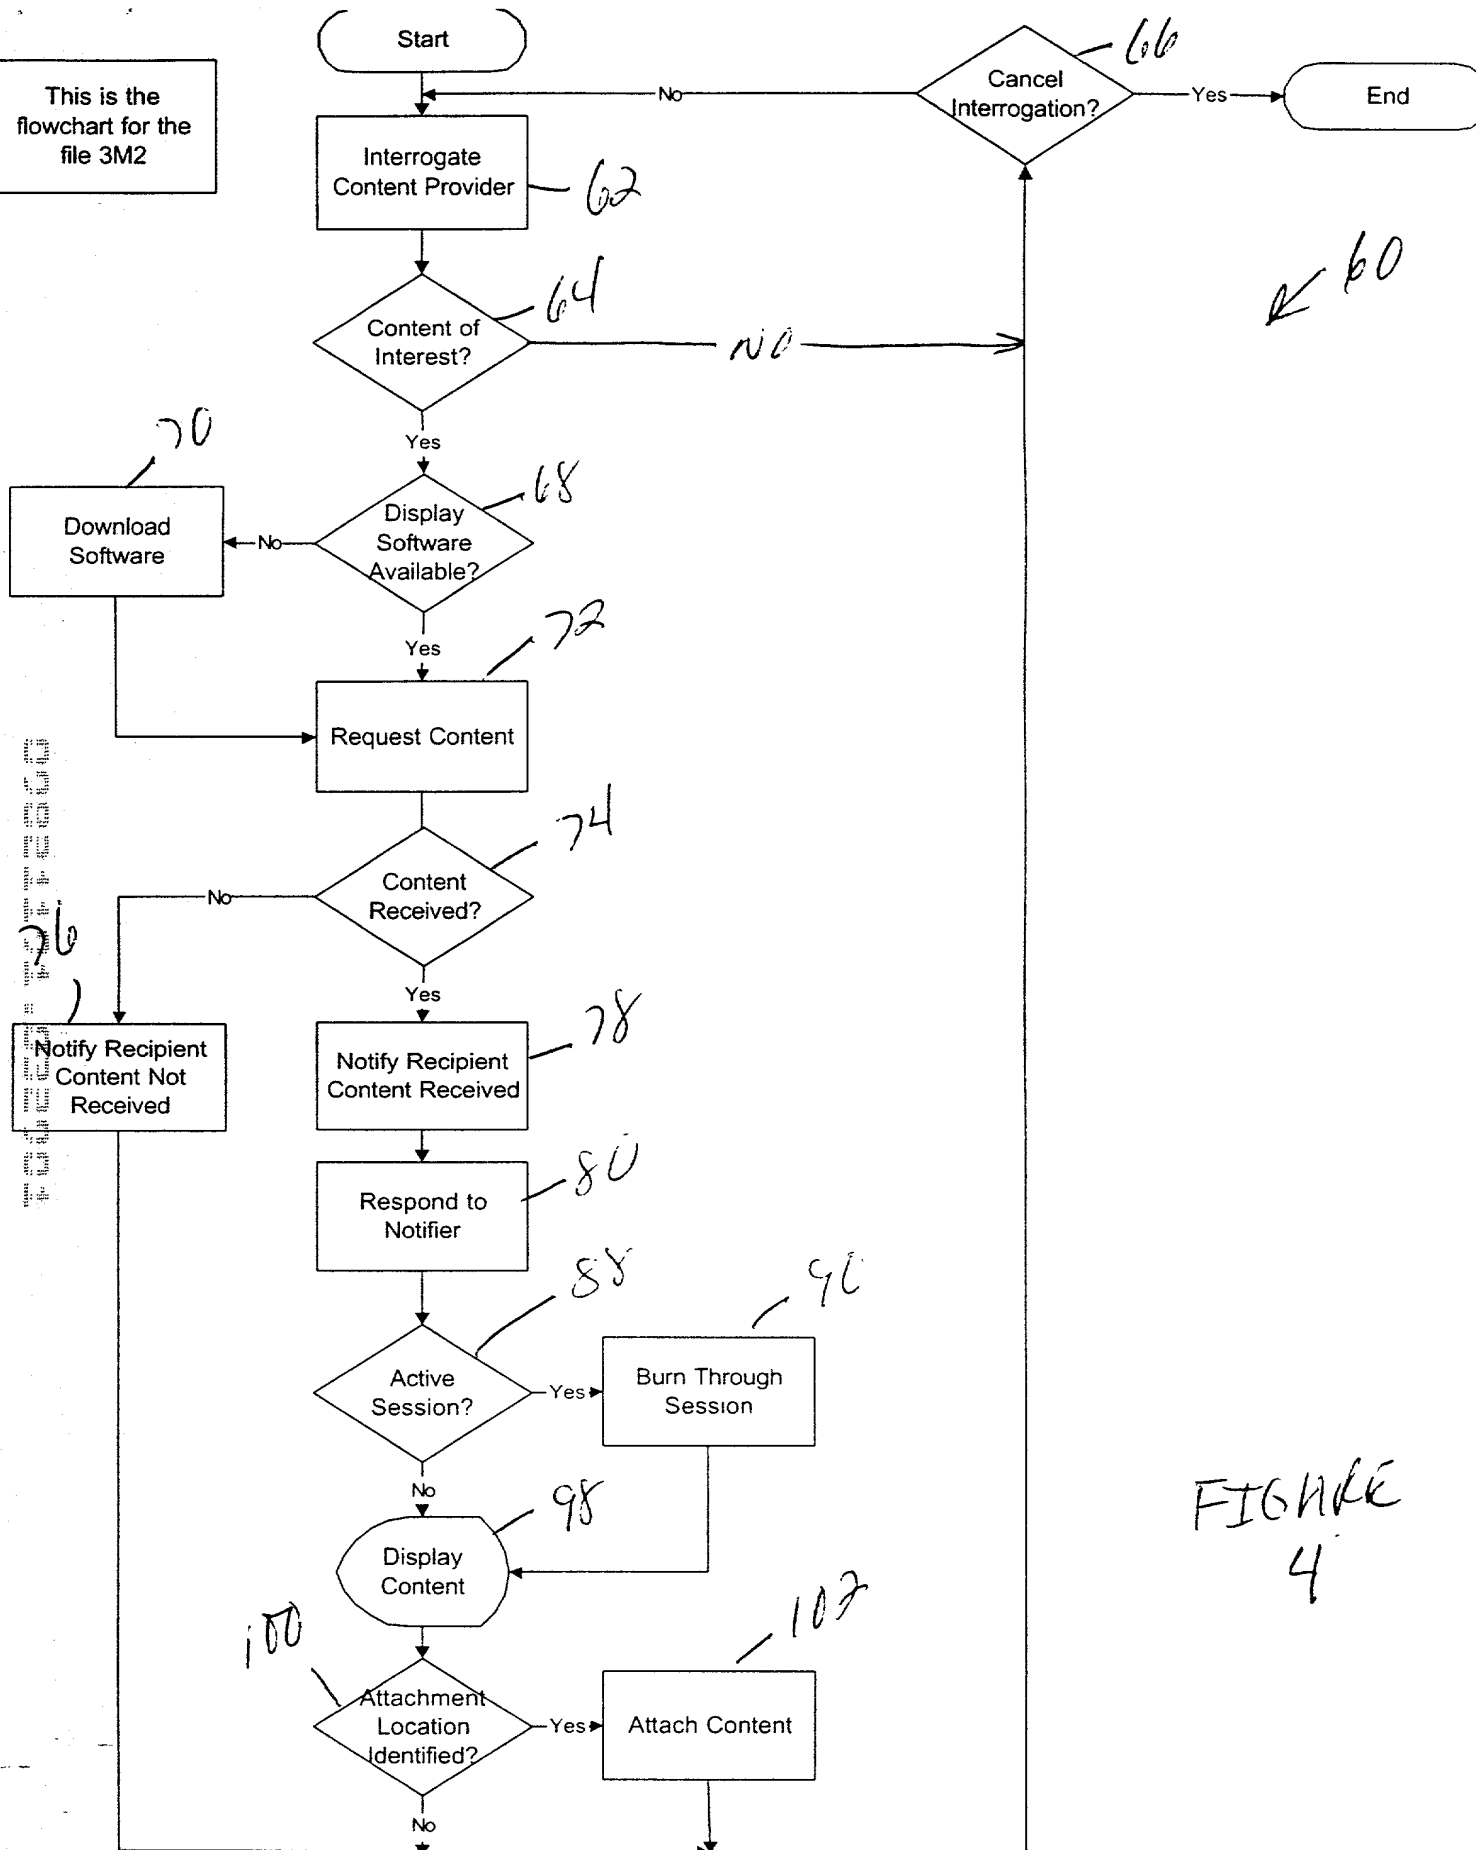 Start
66
Cancel
Interrogation?
No
Yes
End
This is the
flowchart for the
file 3M2
Interrogate
Content Provider
62
60
64
Content of
Interest?
NO
Yes
70
68
Download
Software
No
Display
Software
Available?
Yes
72
Request Content
74
Content
Received?
No
76
Yes
78
Notify Recipient
Content Not
Received
Notify Recipient
Content Received
80
Respond to
Notifier
88
90
Active
Session?
Yes
Burn Through
Session
No
98
Display
Content
FIGURE
4
100
102
Attachment
Location
Identified?
Yes
Attach Content
No